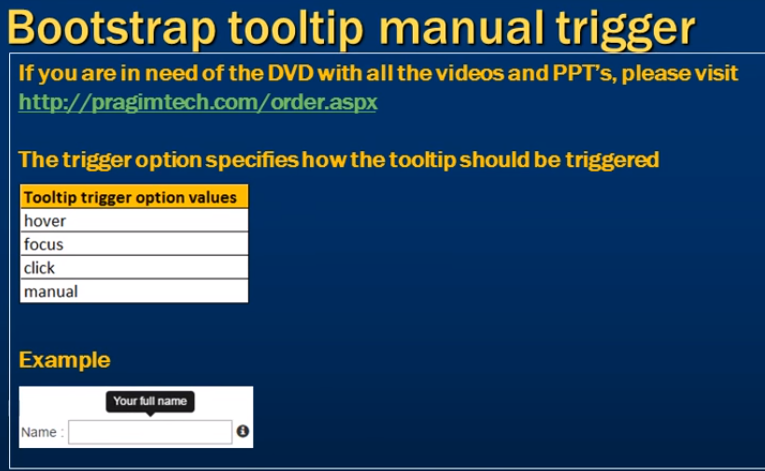 Bootstrap tooltip manual trigger
If you are in need of the DVD with all the videos and PPT's, please visit
http://pragimtech.com/order.aspx
The trigger option specifies how the tooltip should be triggered
Tooltip trigger option values
hover
focus
click
manual
Example
Your full name
Name :